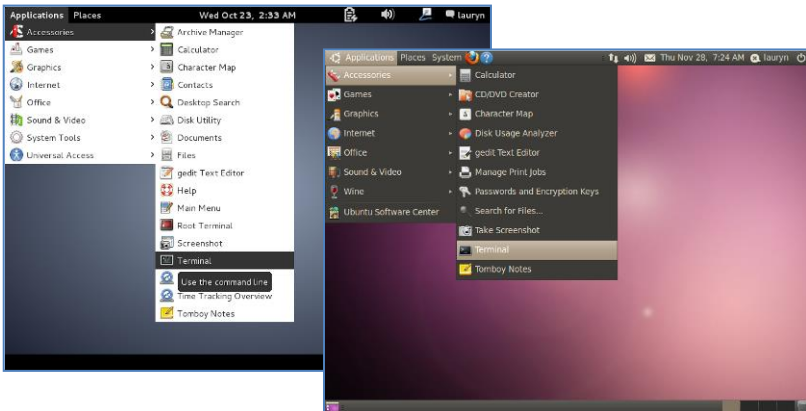 Applications Places Wed Oct 23, 2:33 AM lauryn
Accessories
Games
Graphics
Internet
Office
Sound & Video
System Tools
Universal Access
Archive Manager
Calculator
Character Map
Contacts
Desktop Search
Disk Utility
Documents
Files
gedit Text Editor
Help
Main Menu
Root Terminal
Screenshot
Terminal
Use the command line
Time Tracking Overview
Tomboy Notes
Applications Places System Thu Nov 28, 7:24 AM lauryn
Accessories
Games
Graphics
Internet
Office
Sound & Video
Wine
Ubuntu Software Center
Calculator
CD/DVD Creator
Character Map
Disk Usage Analyzer
gedit Text Editor
Manage Print Jobs
Passwords and Encryption Keys
Search for Files...
Take Screenshot
Terminal
Tomboy Notes